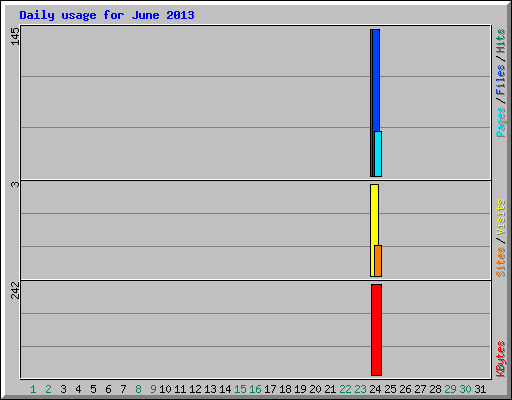 Daily usage for June 2013
145
3
242
Pages/Files/Hits
Sites/Visits
KBytes
1 2 3 4 5 6 7 8 9 10 11 12 13 14 15 16 17 18 19 20 21 22 23 24 25 26 27 28 29 30 31